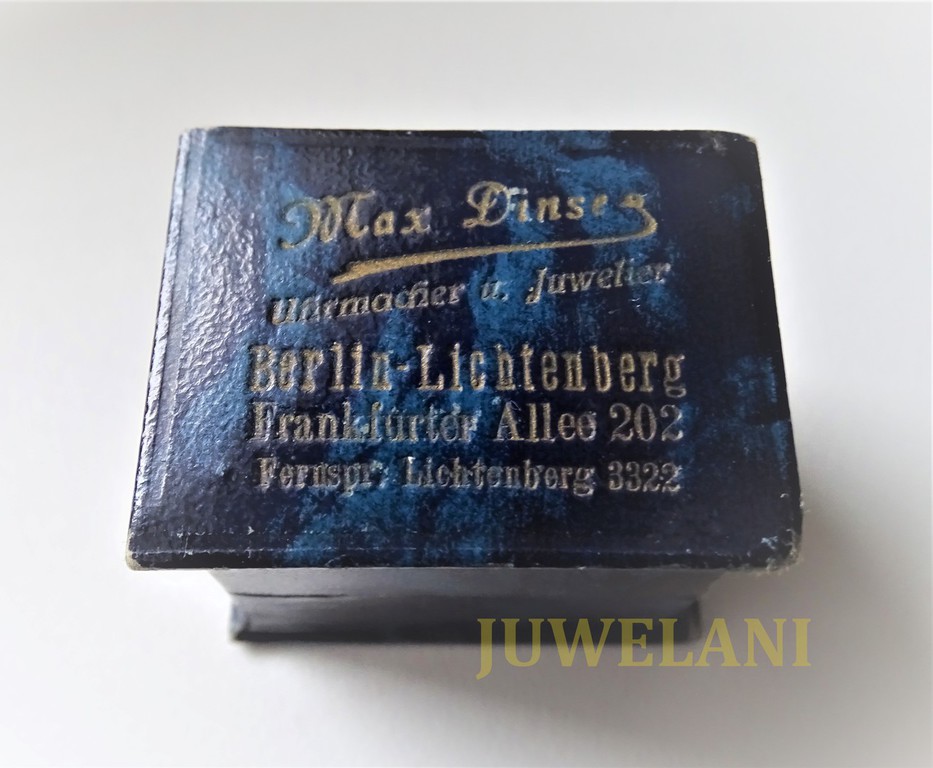 Max Dinse
Uhrmacher u. Juwelier
Berlin-Lichtenberg
Frankfurter Allee 202
Fernspr. Lichtenberg 3322
JUWELANI